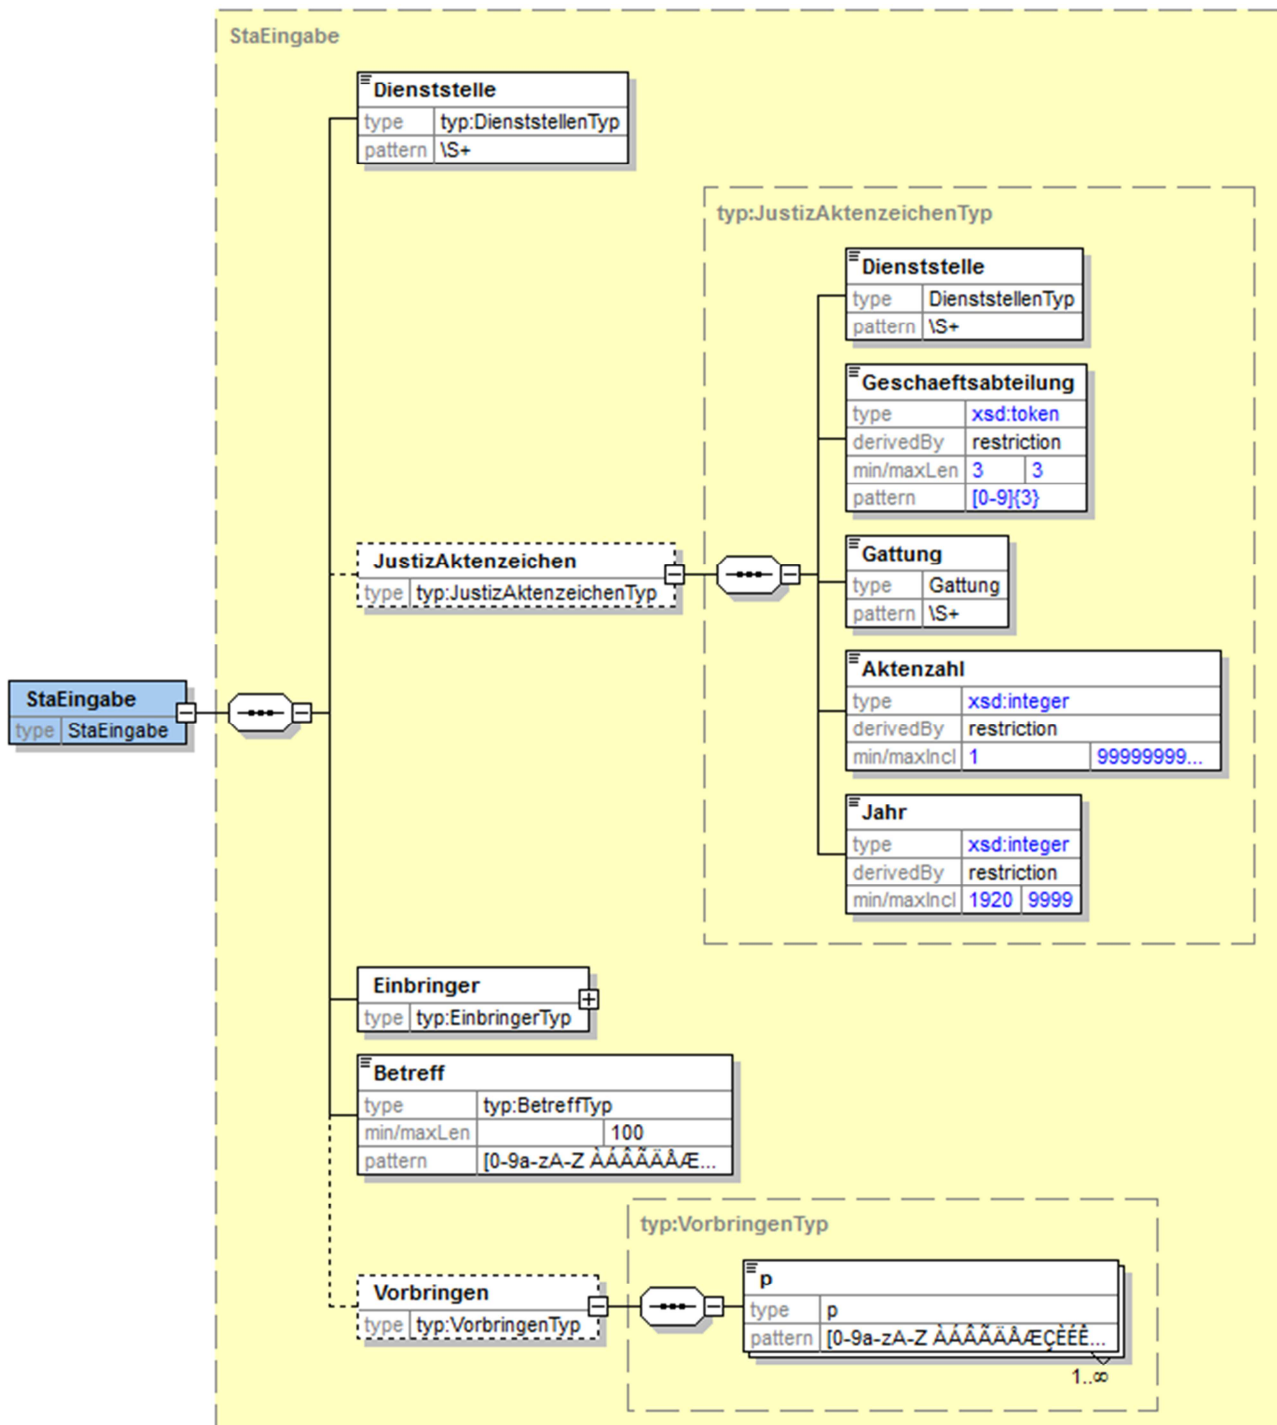 StaEingabe
Dienststelle
type typ:DienststellenTyp
pattern \S+
typ:JustizAktenzeichenTyp
Dienststelle
type DienststellenTyp
pattern \S+
Geschaeftsabteilung
type xsd:token
derivedBy restriction
min/maxLen 3 3
pattern [0-9]{3}
JustizAktenzeichen
type typ:JustizAktenzeichenTyp
Gattung
type Gattung
pattern \S+
Aktenzahl
type xsd:integer
derivedBy restriction
min/maxIncl 1 99999999...
StaEingabe
type StaEingabe
Jahr
type xsd:integer
derivedBy restriction
min/maxIncl 1920 9999
Einbringer
type typ:EinbringerTyp
Betreff
type typ:BetreffTyp
min/maxLen 100
pattern [0-9a-zA-Z ÀÁÂÃÄÅÆ...
typ:VorbringenTyp
Vorbringen
type typ:VorbringenTyp
p
type p
pattern [0-9a-zA-Z ÀÁÂÃÄÅÆÇÈÉÊ...
1..∞